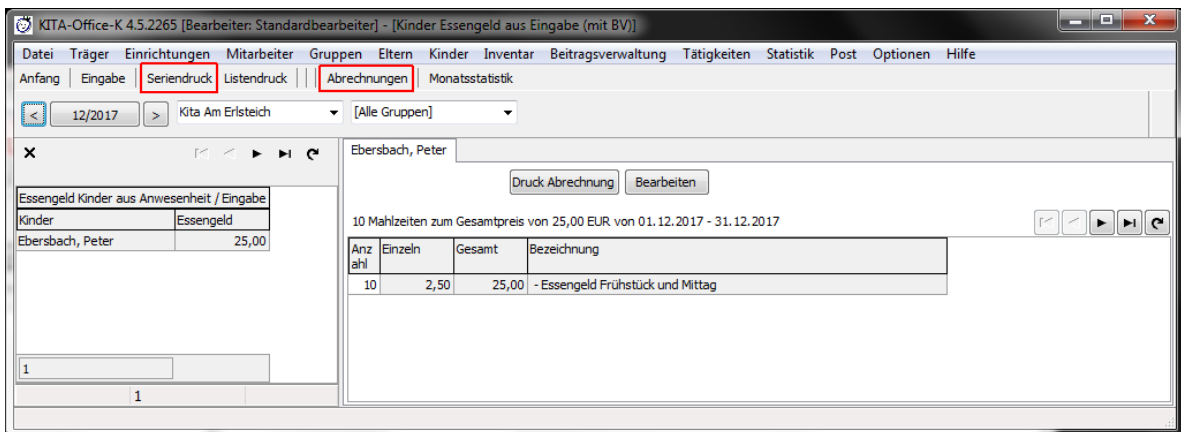 KITA-Office-K 4.5.2265 [Bearbeiter: Standardbearbeiter] - [Kinder Essengeld aus Eingabe (mit BV)]
Datei Träger Einrichtungen Mitarbeiter Gruppen Eltern Kinder Inventar Beitragsverwaltung Tätigkeiten Statistik Post Optionen Hilfe
Anfang Eingabe Seriendruck Listendruck Abrechnungen Monatsstatistik
< 12/2017 > Kita Am Erlsteich [Alle Gruppen]
Ebersbach, Peter
Druck Abrechnung Bearbeiten
Essengeld Kinder aus Anwesenheit / Eingabe
Kinder Essengeld
Ebersbach, Peter 25,00
10 Mahlzeiten zum Gesamtpreis von 25,00 EUR von 01.12.2017 - 31.12.2017
Anz
ahl Einzeln Gesamt Bezeichnung
10 2,50 25,00 - Essengeld Frühstück und Mittag
1
1